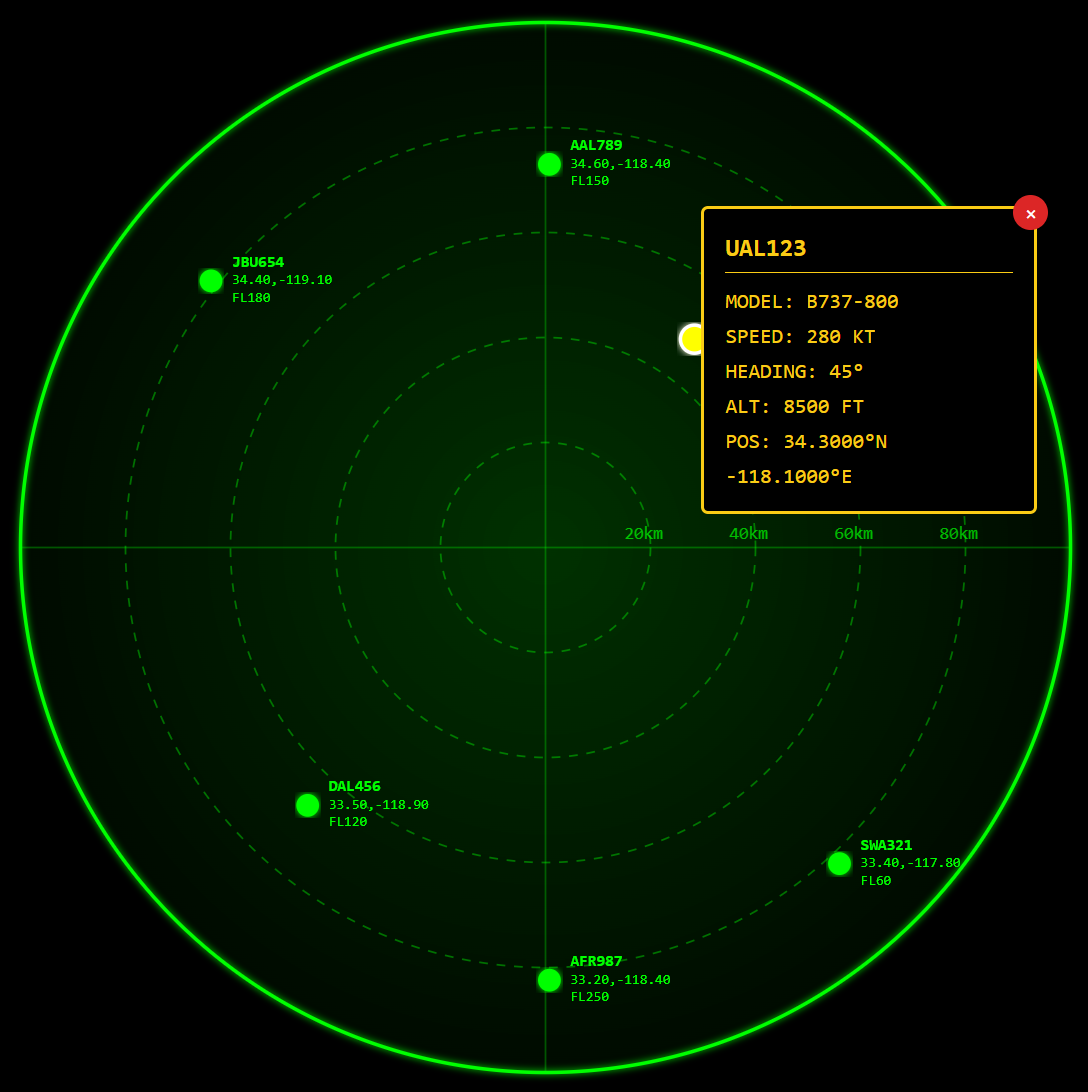 AAL789
34.60,-118.40
FL150
JBU654
34.40,-119.10
FL180
×
UAL123
MODEL: B737-800
SPEED: 280 KT
HEADING: 45°
ALT: 8500 FT
POS: 34.3000°N
-118.1000°E
20km
40km
60km
80km
DAL456
33.50,-118.90
FL120
SWA321
33.40,-117.80
FL60
AFR987
33.20,-118.40
FL250